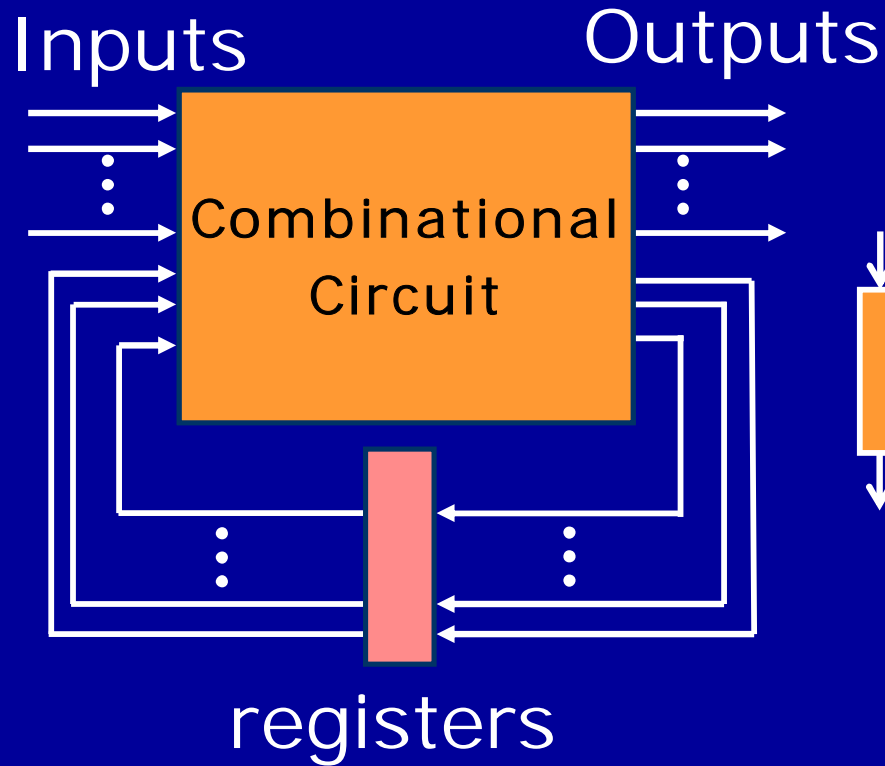 Inputs
Outputs
Combinational
Circuit
registers